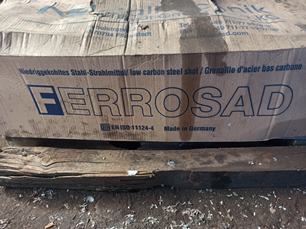 Niedriggekohltes Stahl-Strahlmittel/ low carbon steel shot / Grenaille d'acier bas carbone
FERROSAD
EN ISO 11124-4 Made in Germany